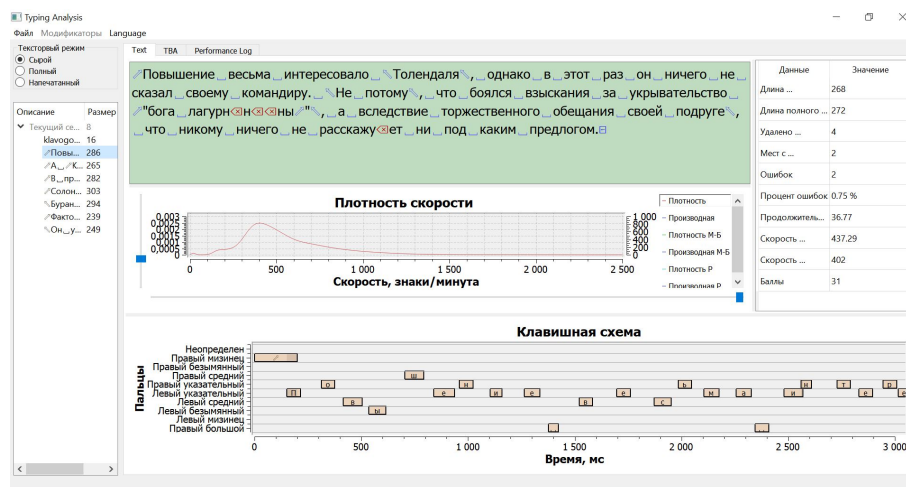 Typing Analysis
Файл Модификаторы Language
Тексторвый режим
Сырой
Полный
Напечатанный
Описание Размер
Текущий се... 8
klavogo... 16
Повы... 286
А_ К... 265
В_пр... 282
Солон... 303
Буран... 294
Факто... 239
Он_у... 249
Text TBA Performance Log
Повышение весьма интересовало Толендаля, однако в этот раз он ничего не
сказал своему командиру. Не потому, что боялся взыскания за укрывательство
"бога лагурннны", а вследствие торжественного обещания своей подруге,
что никому ничего не расскажует ни под каким предлогом.
Плотность скорости
0,003
0,0025
0,002
0,0015
0,001
0,0005
0
1 000
800
600
400
200
0
0 500 1 000 1 500 2 000 2 500
Скорость, знаки/минута
Плотность
Производная
Плотность М-Б
Производная М-Б
Плотность Р
Производная Р
Данные Значение
Длина ... 268
Длина полного ... 272
Удалено ... 4
Мест с ... 2
Ошибок 2
Процент ошибок 0.75 %
Продолжитель... 36.77
Скорость ... 437.29
Скорость ... 402
Баллы 31
Клавишная схема
Пальцы
Неопределен
Правый мизинец
Правый безымянный
Правый средний
Правый указательный
Левый указательный
Левый средний
Левый безымянный
Левый мизинец
Правый большой
ш
о н ь н т р
П е и е е м а и е е
в в с
ы
0 500 1 000 1 500 2 000 2 500 3 000
Время, мс